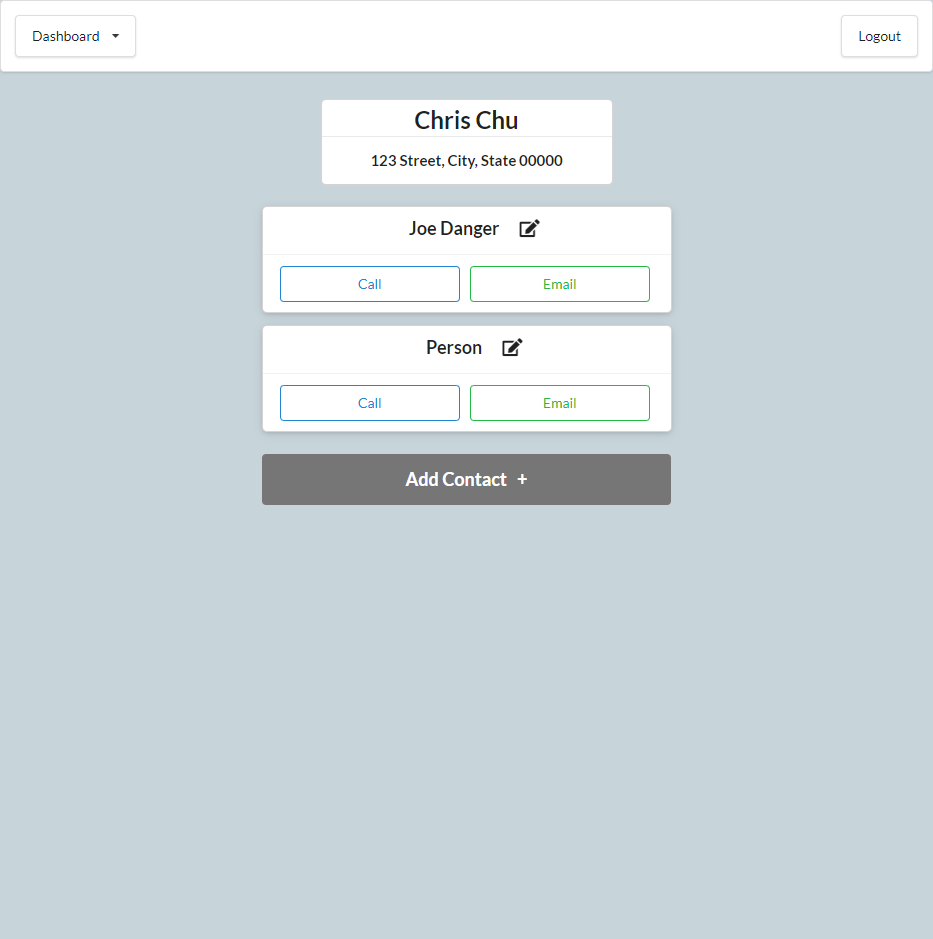 Dashboard
Logout
Chris Chu
123 Street, City, State 00000
Joe Danger
Call Email
Person
Call Email
Add Contact +